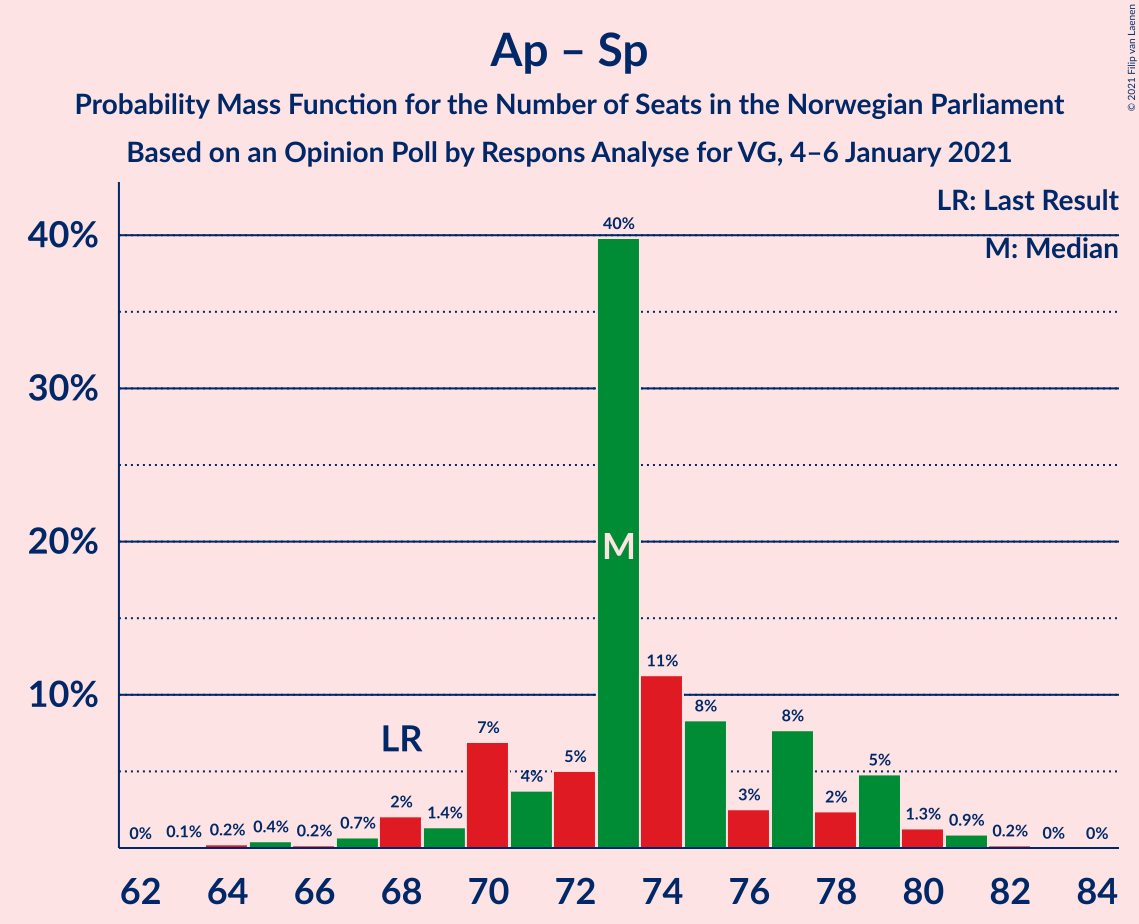 Ap – Sp
Probability Mass Function for the Number of Seats in the Norwegian Parliament
Based on an Opinion Poll by Respons Analyse for VG, 4–6 January 2021
© 2021 Filip van Laenen
LR: Last Result
M: Median
40%
30%
20%
10%
0% 0.1% 0.2% 0.4% 0.2% 0.7% 2% 1.4% 7% 4% 5% 40% 11% 8% 3% 8% 2% 5% 1.3% 0.9% 0.2% 0% 0%
LR
M
62 64 66 68 70 72 74 76 78 80 82 84